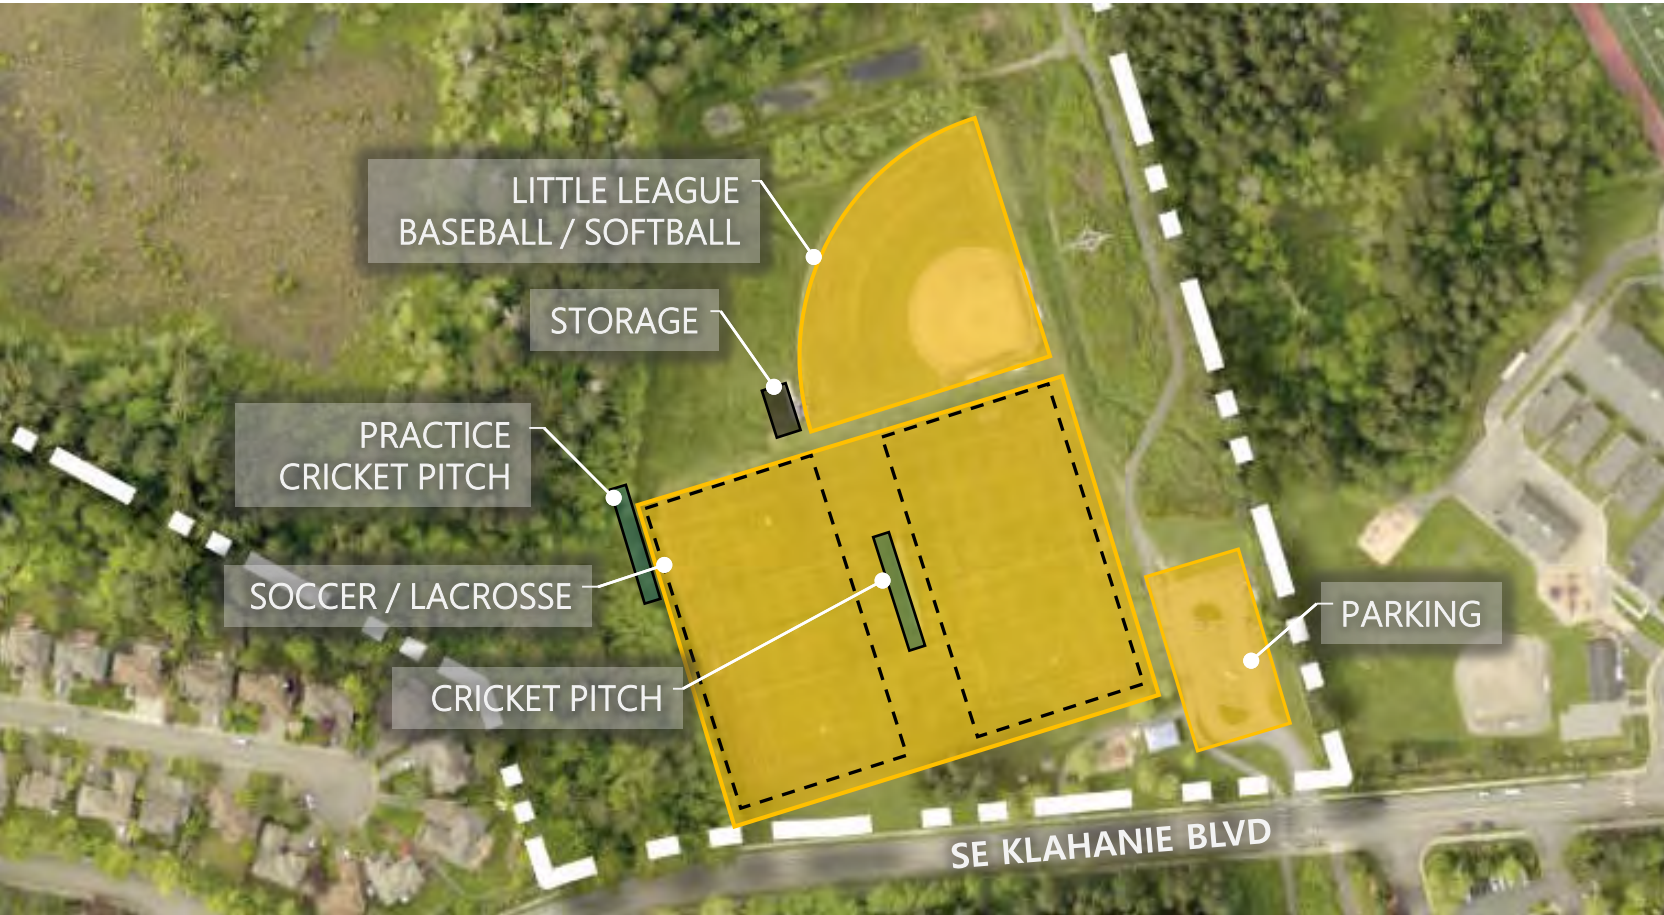 LITTLE LEAGUE
BASEBALL / SOFTBALL
STORAGE
PRACTICE
CRICKET PITCH
SOCCER / LACROSSE
CRICKET PITCH
PARKING
SE KLAHANIE BLVD